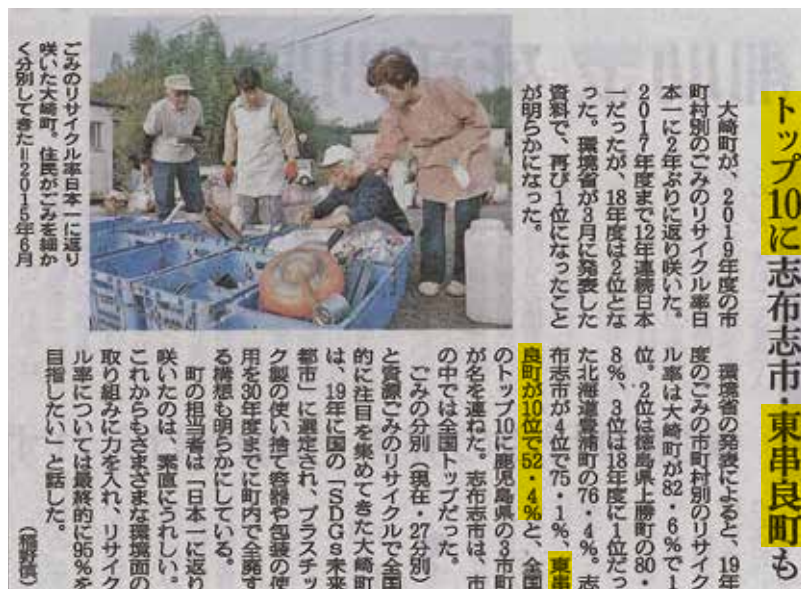 トップ10に志布志市・東串良町も
大崎町が、2019年度の市
町村別のごみのリサイクル率日
本一に2年ぶりに返り咲いた。
2017年度まで12年連続日本
一だったが、18年度は2位とな
った。環境省が3月に発表した
資料で、再び1位になったこと
が明らかになった。
環境省の発表によると、19年
度のごみの市町村別のリサイク
ル率は大崎町が82・6%で1
位。2位は徳島県上勝町の80・
8%、3位は18年度に1位だっ
た北海道豊浦町の76・4%。志
布志市が4位で75・1%、東串
良町が10位で52・4%と、全国
のトップ10に鹿児島県の3市町
が名を連ねた。志布志市は、市
の中では全国トップだった。
ごみの分別(現在・27分別)
と資源ごみのリサイクルで全国
的に注目を集めてきた大崎町
は、19年に国の「SDGs未来
都市」に選定され、プラスチッ
ク製の使い捨て容器や包装の使
用を30年度までに町内で全廃す
る構想も明らかにしている。
町の担当者は「日本一に返り
咲いたのは、素直にうれしい。
これからもさまざまな環境面の
取り組みに力を入れ、リサイク
ル率については最終的に95%を
目指したい」と話した。
(稲野慎)
ごみのリサイクル率日本一に返り
咲いた大崎町。住民がごみを細か
く分別してきた=2015年6月